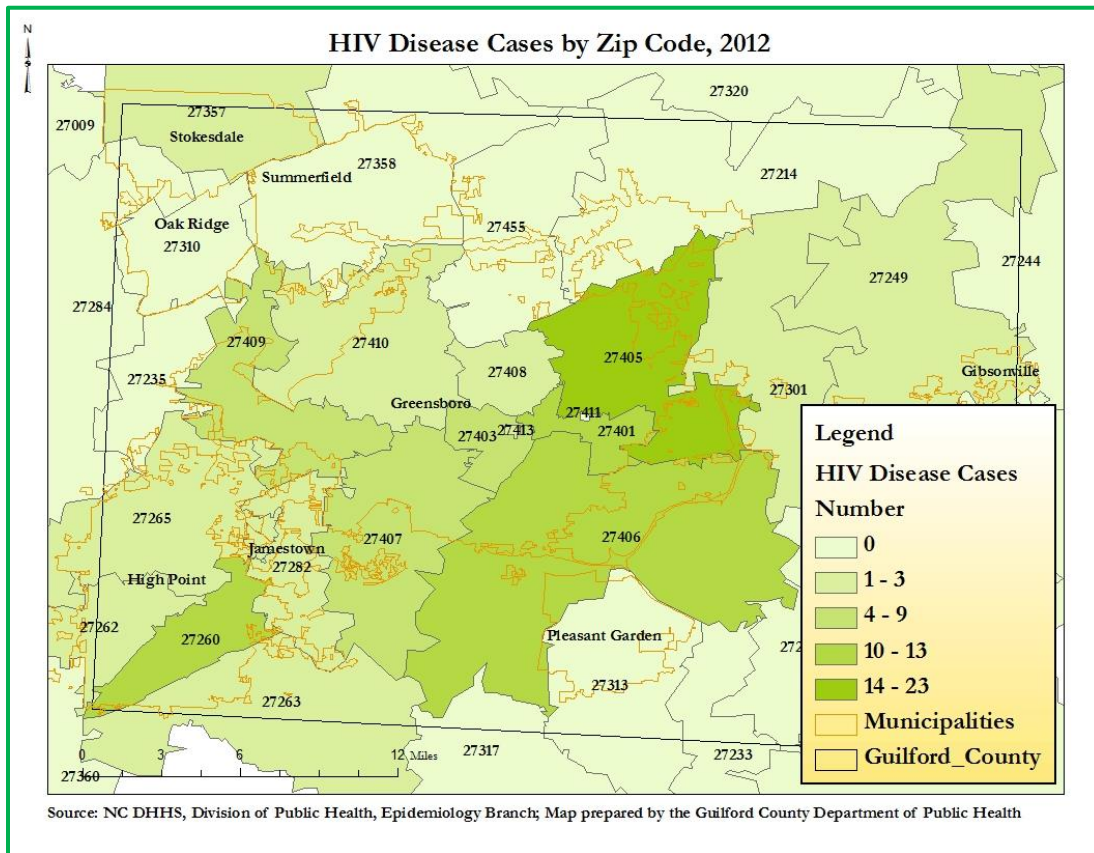 N
S
HIV Disease Cases by Zip Code, 2012
27320
27357
27009
Stokesdale
27358
Summerfield
27214
Oak Ridge
27310
27455
27244
27249
27284
27409
27410
27405
27408
27235
Gibsonville
27301
Greensboro
27411
27403
27413
27401
27265
27407
27406
Jamestown
27282
High Point
27262
27260
Pleasant Garden
27313
27263
27317
27233
27360
0 3 6 12 Miles
Legend
HIV Disease Cases
Number
0
1 - 3
4 - 9
10 - 13
14 - 23
Municipalities
Guilford_County
Source: NC DHHS, Division of Public Health, Epidemiology Branch; Map prepared by the Guilford County Department of Public Health